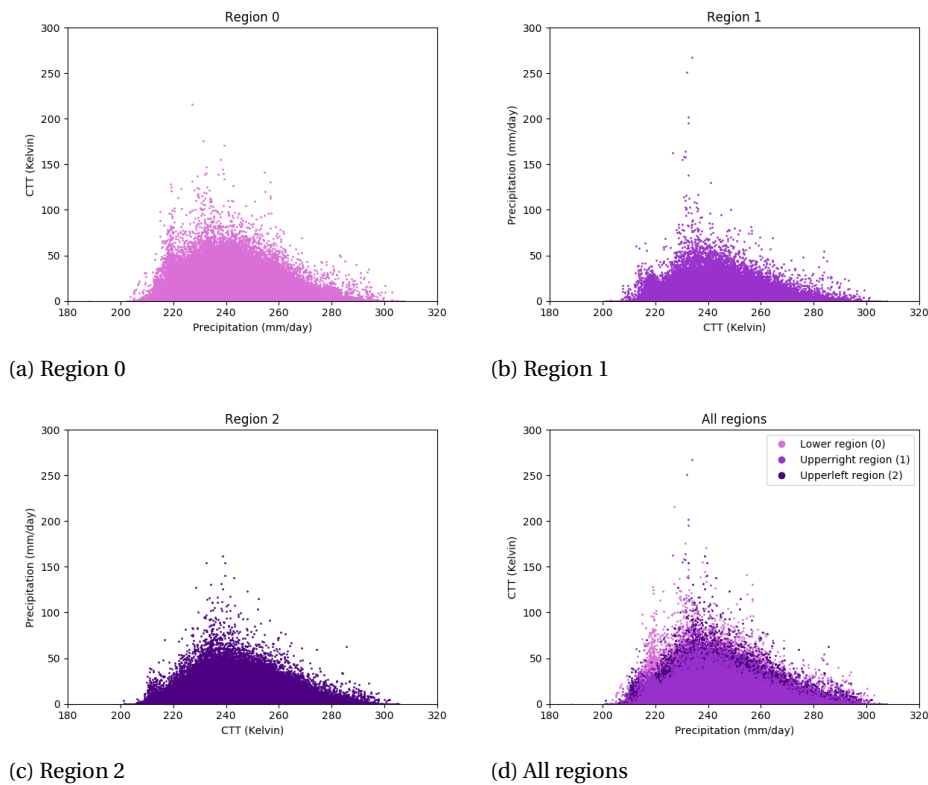 Region 0
300
250
200
150
100
50
0
CTT (Kelvin)
180 200 220 240 260 280 300 320
Precipitation (mm/day)
(a) Region 0
Region 1
300
250
200
150
100
50
0
Precipitation (mm/day)
180 200 220 240 260 280 300 320
CTT (Kelvin)
(b) Region 1
Region 2
300
250
200
150
100
50
0
Precipitation (mm/day)
180 200 220 240 260 280 300 320
CTT (Kelvin)
(c) Region 2
All regions
Lower region (0)
Upperright region (1)
Upperleft region (2)
300
250
200
150
100
50
0
CTT (Kelvin)
180 200 220 240 260 280 300 320
Precipitation (mm/day)
(d) All regions